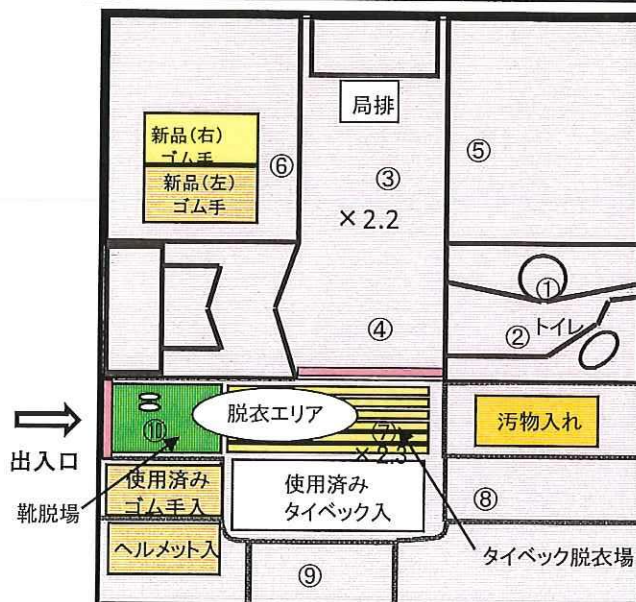 局排
新品(右)
ゴム手
新品(左)
ゴム手
⑥
③
×2.2
⑤
①
②
トイレ
④
出入口
⑩
脱衣エリア
(7)
×2.3
汚物入れ
靴脱場
使用済み
ゴム手入
使用済み
タイベック入
⑧
ヘルメット入
⑨
タイベック脱衣場